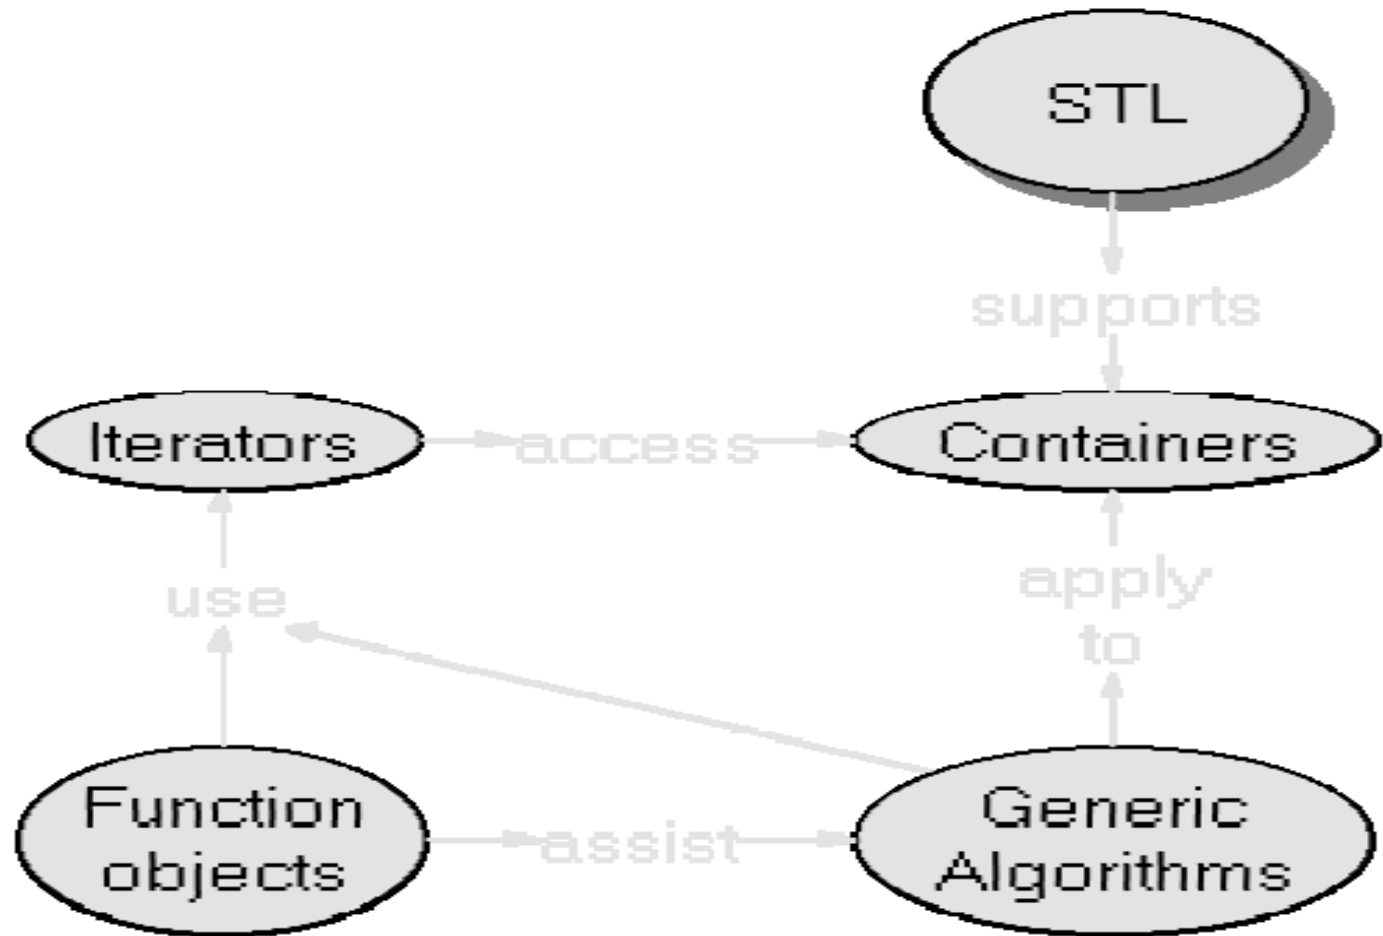 STL
supports
Iterators
access
Containers
use
apply
to
Function
objects
assist
Generic
Algorithms